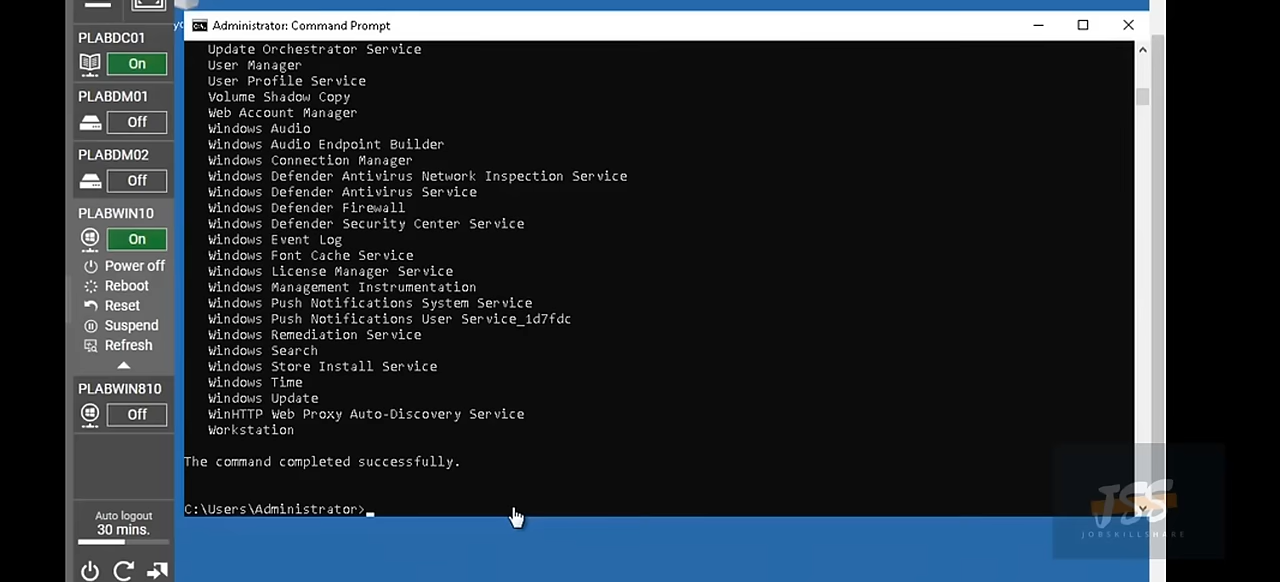 PLABDC01
On
PLABDM01
Off
PLABDM02
Off
PLABWIN10
On
Power off
Reboot
Reset
Suspend
Refresh
PLABWIN810
Off
Auto logout
30 mins.
Administrator: Command Prompt
Update Orchestrator Service
User Manager
User Profile Service
Volume Shadow Copy
Web Account Manager
Windows Audio
Windows Audio Endpoint Builder
Windows Connection Manager
Windows Defender Antivirus Network Inspection Service
Windows Defender Antivirus Service
Windows Defender Firewall
Windows Defender Security Center Service
Windows Event Log
Windows Font Cache Service
Windows License Manager Service
Windows Management Instrumentation
Windows Push Notifications System Service
Windows Push Notifications User Service_1d7fdc
Windows Remediation Service
Windows Search
Windows Store Install Service
Windows Time
Windows Update
WinHTTP Web Proxy Auto-Discovery Service
Workstation
The command completed successfully.
C:\Users\Administrator>
JSS
JOBSKILLSHARE